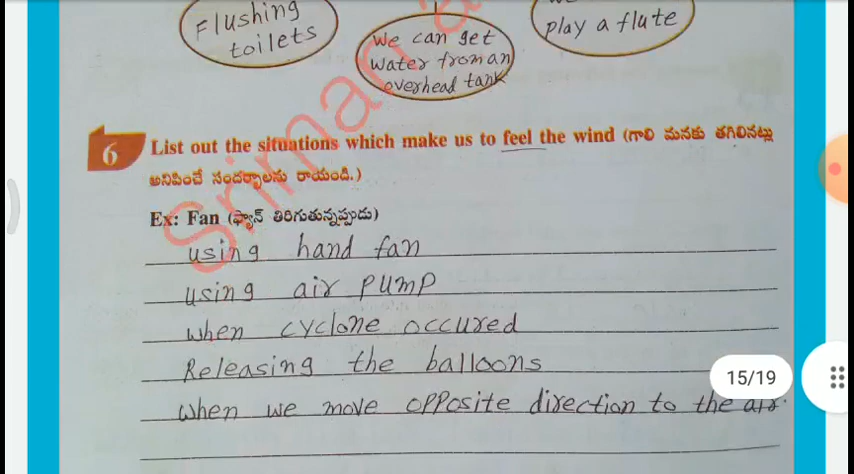 Flushing
toilets
We can get
Water from an
overhead tank
play a flute
6
List out the situations which make us to feel the wind (గాలి మనకు తగిలినట్లు
అనిపించే సందర్భాలను రాయండి.)
Ex: Fan (ఫ్యాన్ తిరిగుతున్నప్పుడు)
using hand fan
using air pump
when cyclone occured
Releasing the balloons
When we move opposite direction to the air.
15/19